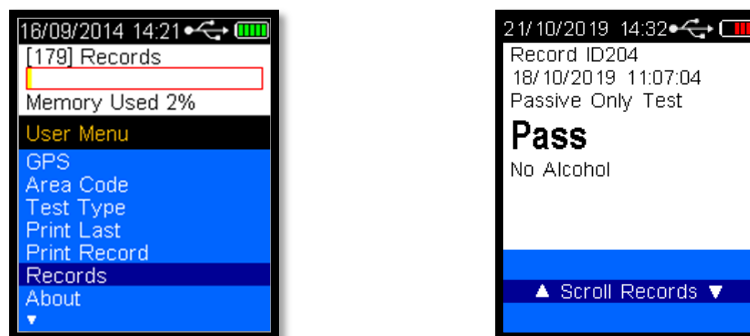 16/09/2014 14:21
[179] Records
Memory Used 2%
User Menu
GPS
Area Code
Test Type
Print Last
Print Record
Records
About
21/10/2019 14:32
Record ID204
18/10/2019 11:07:04
Passive Only Test
Pass
No Alcohol
▲ Scroll Records ▼